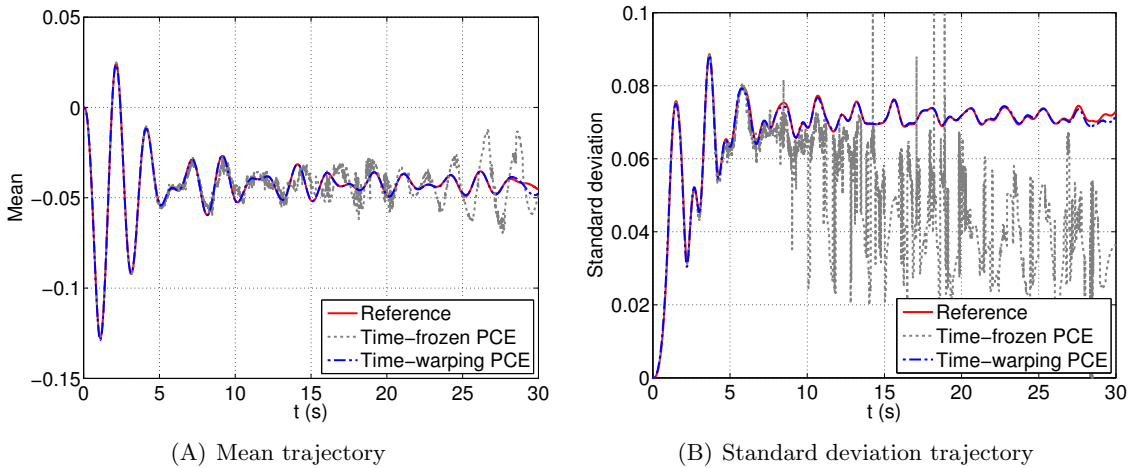 0.05
0
−0.05
−0.1
−0.15
Mean
0 5 10 15 20 25 30
t (s)
Reference
Time−frozen PCE
Time−warping PCE
(A) Mean trajectory
0.1
0.08
0.06
0.04
0.02
0
Standard deviation
0 5 10 15 20 25 30
t (s)
Reference
Time−frozen PCE
Time−warping PCE
(B) Standard deviation trajectory